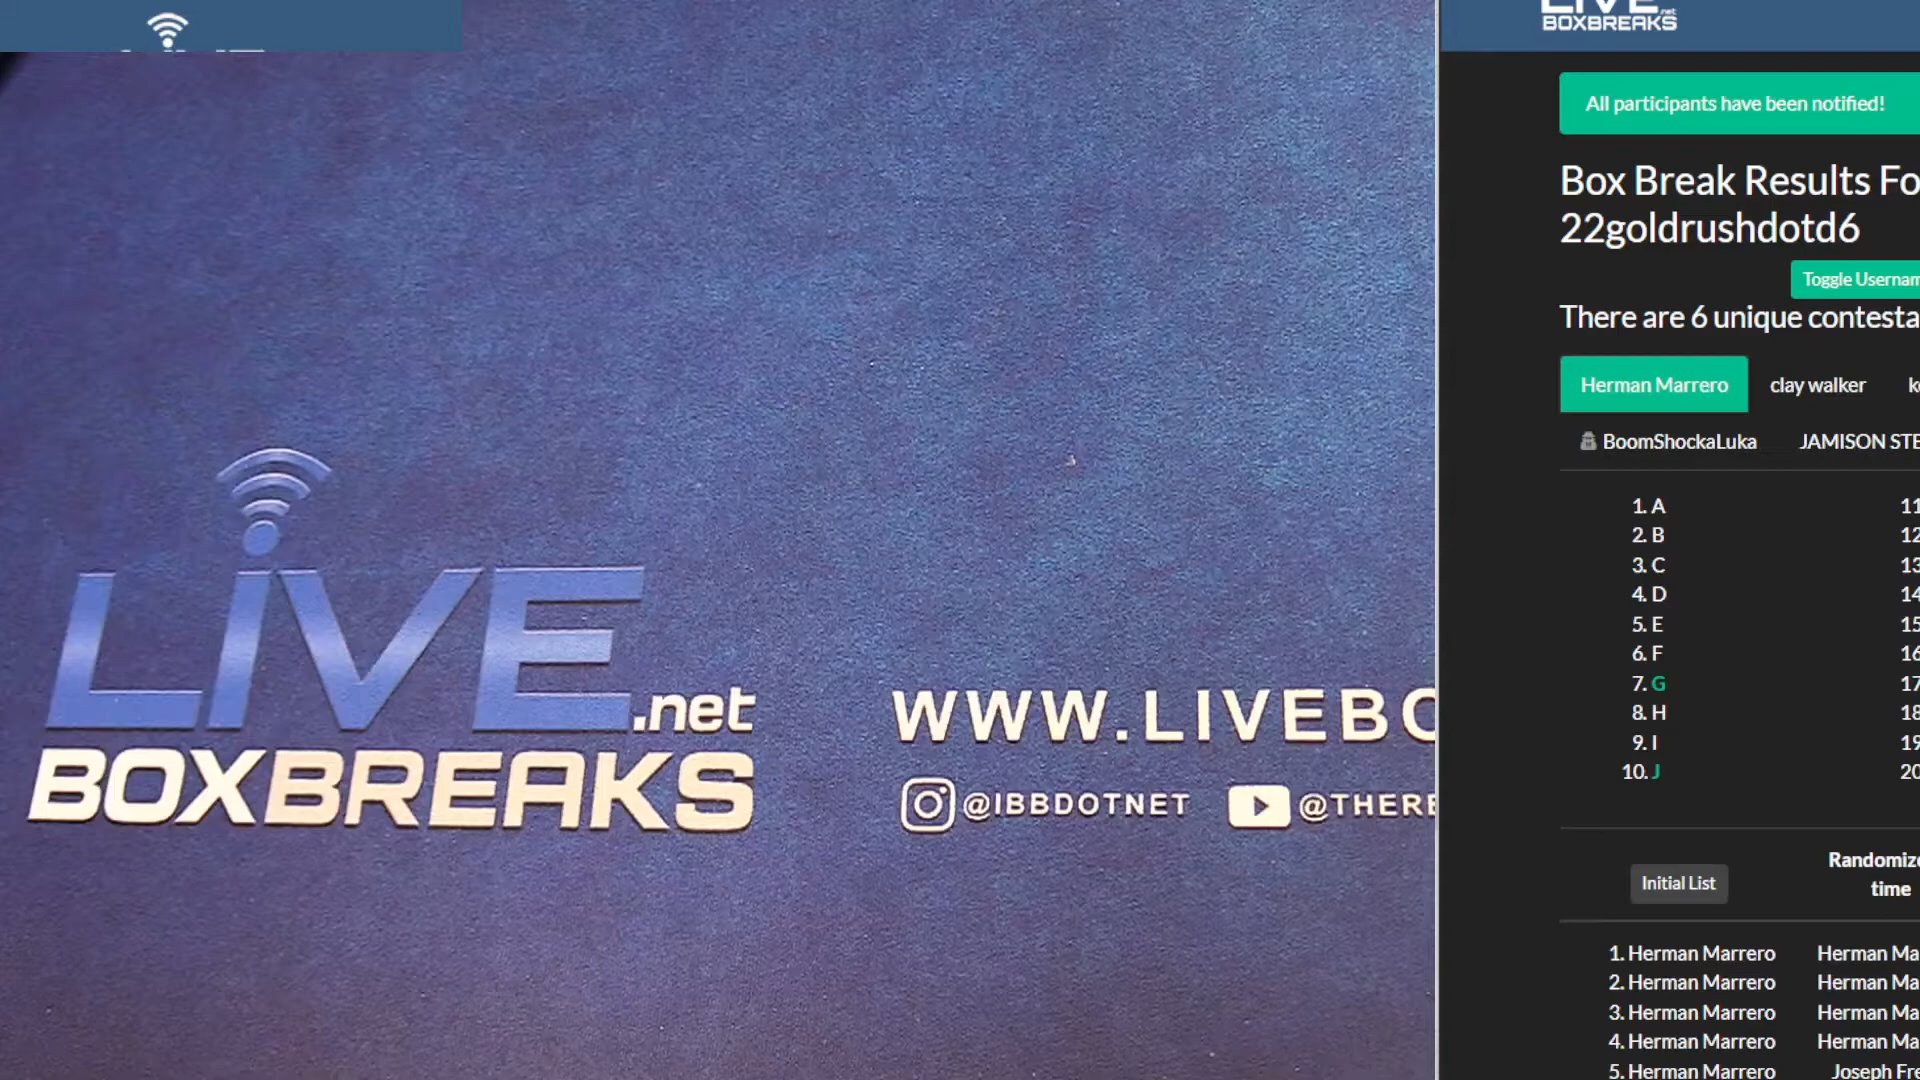 LIVE.net
BOXBREAKS
All participants have been notified!
Box Break Results Fo
22goldrushdotd6
Toggle Usernam
There are 6 unique contesta
Herman Marrero clay walker
BoomShockaLuka JAMISON STE
1. A 11
2. B 12
3. C 13
4. D 14
5. E 15
6. F 16
7. G 17
8. H 18
9. I 19
10. J 20
Initial List Randomize
time
1. Herman Marrero Herman Ma
2. Herman Marrero Herman Ma
3. Herman Marrero Herman Ma
4. Herman Marrero Herman Ma
5. Herman Marrero Joseph Fre
LIVE.net
BOXBREAKS
WWW.LIVEBO
@IBBDOTNET @THERE